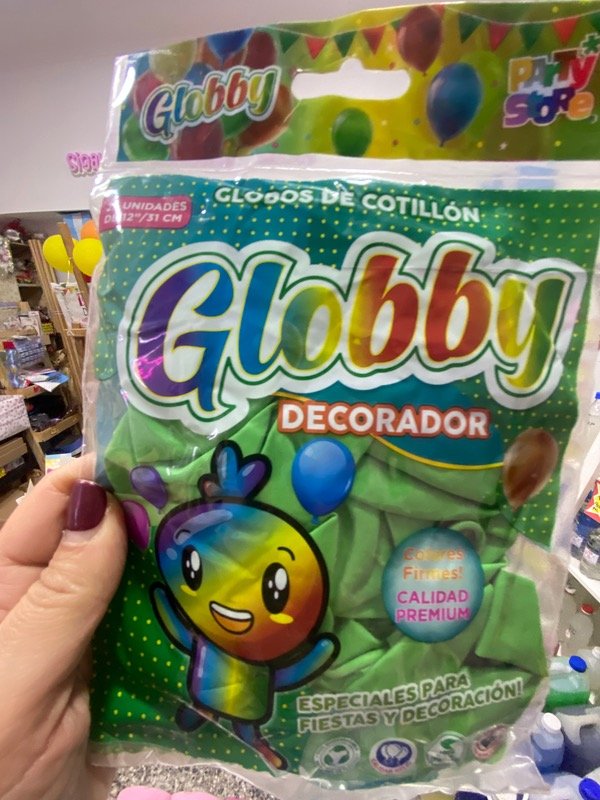 Globby
PARTY
STORE
UNIDADES
DE 12"/31 CM
GLOBOS DE COTILLÓN
Globby
DECORADOR
Colores
Firmes!
CALIDAD
PREMIUM
ESPECIALES PARA
FIESTAS Y DECORACIÓN!